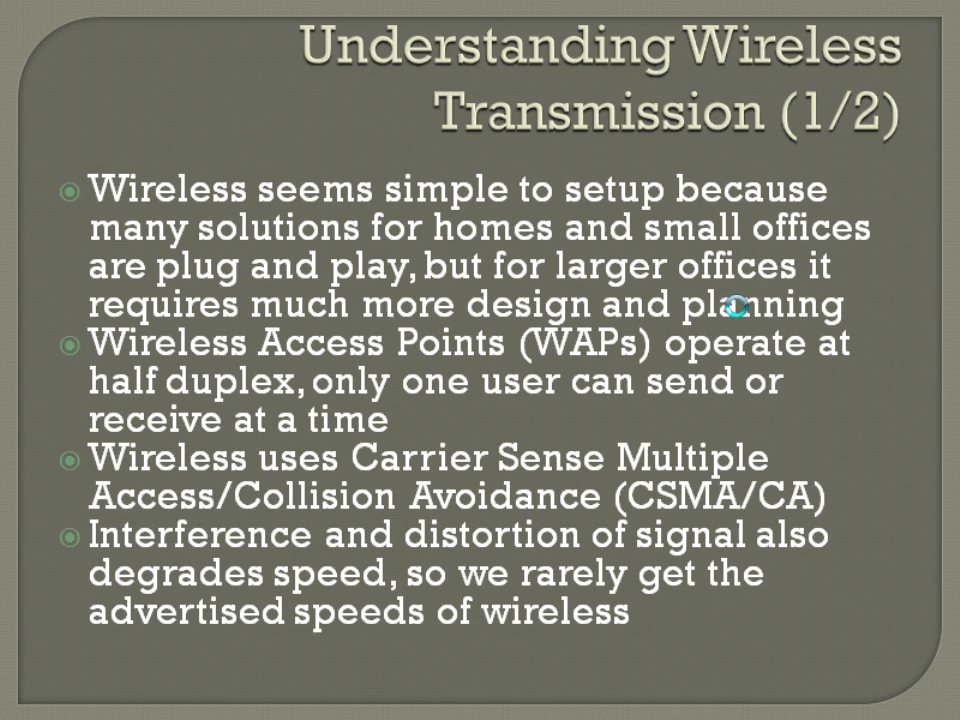 Understanding Wireless
Transmission (1/2)
Wireless seems simple to setup because
many solutions for homes and small offices
are plug and play, but for larger offices it
requires much more design and planning
Wireless Access Points (WAPs) operate at
half duplex, only one user can send or
receive at a time
Wireless uses Carrier Sense Multiple
Access/Collision Avoidance (CSMA/CA)
Interference and distortion of signal also
degrades speed, so we rarely get the
advertised speeds of wireless